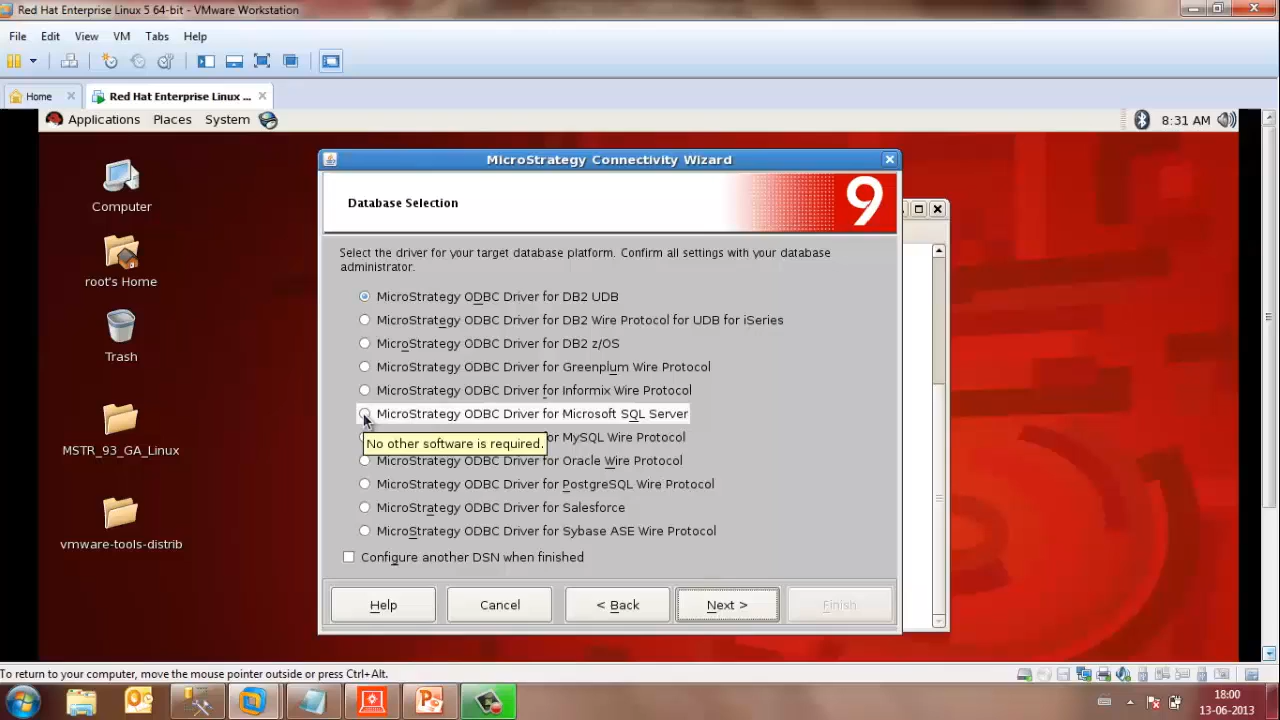 Red Hat Enterprise Linux 5 64-bit - VMware Workstation
File Edit View VM Tabs Help
Home Red Hat Enterprise Linux ...
Applications Places System 8:31 AM
MicroStrategy Connectivity Wizard
Database Selection
9
Select the driver for your target database platform. Confirm all settings with your database
administrator.
MicroStrategy ODBC Driver for DB2 UDB
MicroStrategy ODBC Driver for DB2 Wire Protocol for UDB for iSeries
MicroStrategy ODBC Driver for DB2 z/OS
MicroStrategy ODBC Driver for Greenplum Wire Protocol
MicroStrategy ODBC Driver for Informix Wire Protocol
MicroStrategy ODBC Driver for Microsoft SQL Server
No other software is required.
or MySQL Wire Protocol
MicroStrategy ODBC Driver for Oracle Wire Protocol
MicroStrategy ODBC Driver for PostgreSQL Wire Protocol
MicroStrategy ODBC Driver for Salesforce
MicroStrategy ODBC Driver for Sybase ASE Wire Protocol
Configure another DSN when finished
Help Cancel < Back Next > Finish
Computer
root's Home
Trash
MSTR_93_GA_Linux
vmware-tools-distrib
To return to your computer, move the mouse pointer outside or press Ctrl+Alt.
18:00
13-06-2013